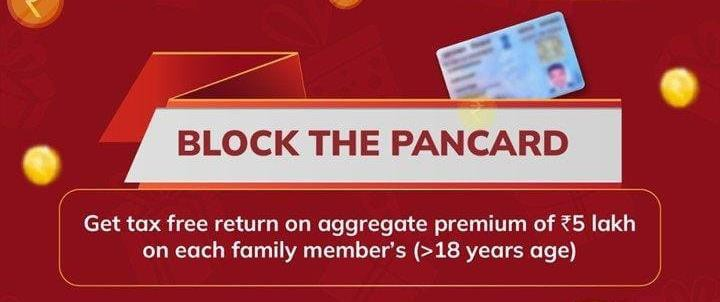 BLOCK THE PANCARD
Get tax free return on aggregate premium of ₹5 lakh
on each family member's (>18 years age)